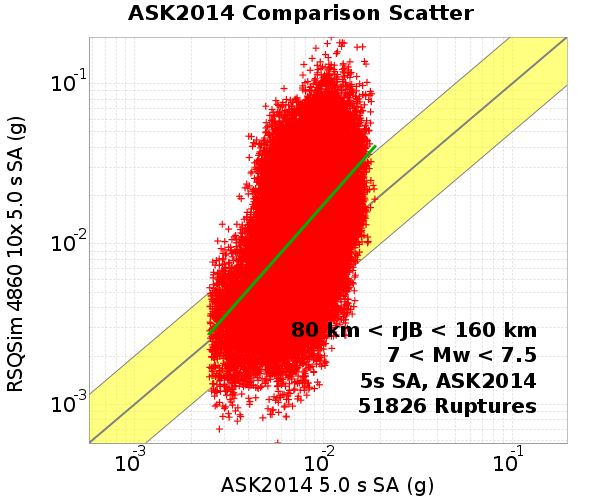 ASK2014 Comparison Scatter
RSQSim 4860 10x 5.0 s SA (g)
10-1
10-2
10-3
80 km < rJB < 160 km
7 < Mw < 7.5
5s SA, ASK2014
51826 Ruptures
10-3 10-2 10-1
ASK2014 5.0 s SA (g)